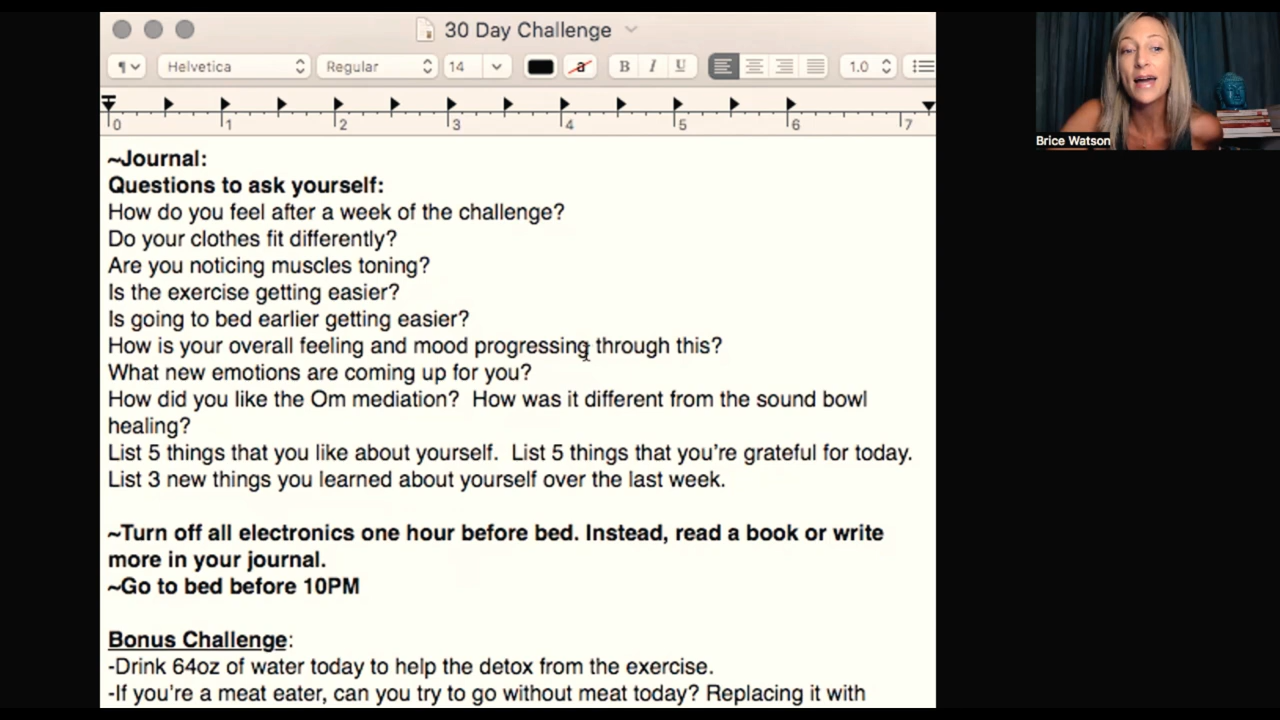 30 Day Challenge
Helvetica Regular 14 a B I U 1.0
0 1 2 3 4 5 6 7
~Journal:
Questions to ask yourself:
How do you feel after a week of the challenge?
Do your clothes fit differently?
Are you noticing muscles toning?
Is the exercise getting easier?
Is going to bed earlier getting easier?
How is your overall feeling and mood progressing through this?
What new emotions are coming up for you?
How did you like the Om mediation?  How was it different from the sound bowl
healing?
List 5 things that you like about yourself.  List 5 things that you're grateful for today.
List 3 new things you learned about yourself over the last week.
~Turn off all electronics one hour before bed. Instead, read a book or write
more in your journal.
~Go to bed before 10PM
Bonus Challenge:
-Drink 64oz of water today to help the detox from the exercise.
-If you're a meat eater, can you try to go without meat today? Replacing it with
Brice Watson